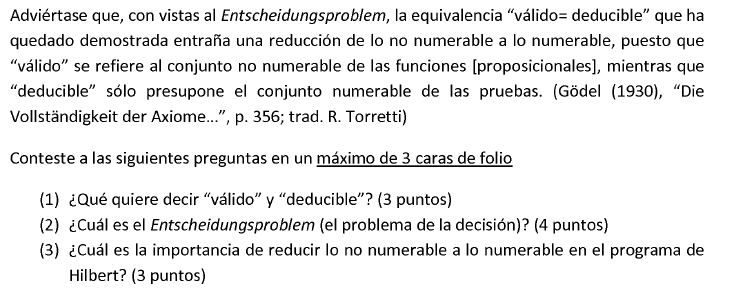 Adviértase que, con vistas al Entscheidungsproblem, la equivalencia “válido= deducible” que ha
quedado demostrada entraña una reducción de lo no numerable a lo numerable, puesto que
“válido” se refiere al conjunto no numerable de las funciones [proposicionales], mientras que
“deducible” sólo presupone el conjunto numerable de las pruebas. (Gödel (1930), “Die
Vollständigkeit der Axiome...”, p. 356; trad. R. Torretti)
Conteste a las siguientes preguntas en un máximo de 3 caras de folio
(1) ¿Qué quiere decir “válido” y “deducible”? (3 puntos)
(2) ¿Cuál es el Entscheidungsproblem (el problema de la decisión)? (4 puntos)
(3) ¿Cuál es la importancia de reducir lo no numerable a lo numerable en el programa de
Hilbert? (3 puntos)